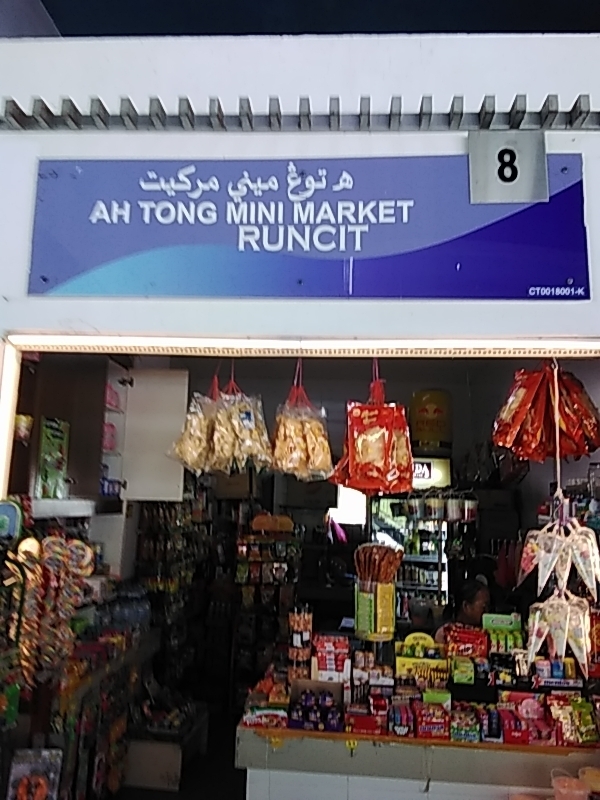 8
ه توڠ ميني مركيت
AH TONG MINI MARKET
RUNCIT
CT0018001-K